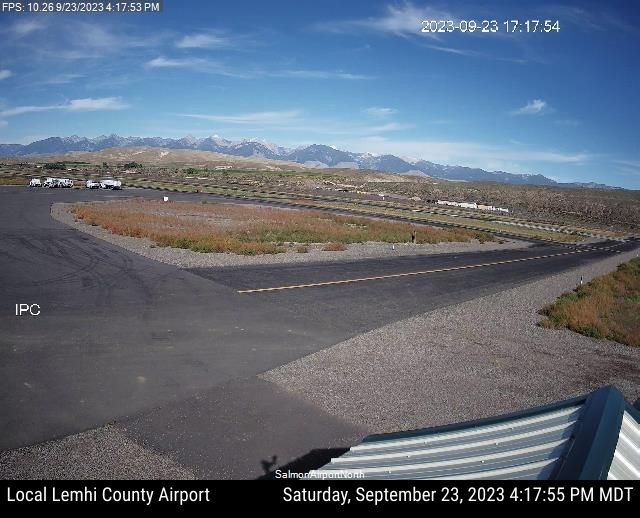 FPS: 10.26 9/23/2023 4:17:53 PM
2023-09-23 17:17:54
IPC
SalmonAirportNorth
Local Lemhi County Airport Saturday, September 23, 2023 4:17:55 PM MDT